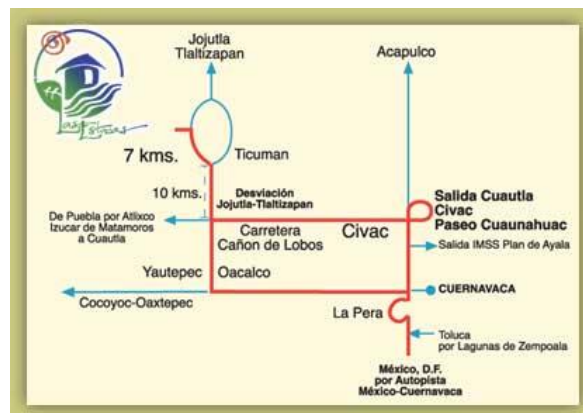 Jojutla
Tlaltizapan
Acapulco
7 kms.
Ticuman
10 kms.
Desviación
Jojutla-Tlaltizapan
Salida Cuautla
Civac
Paseo Cuaunahuac
De Puebla por Atlixco
Izucar de Matamoros
a Cuautla
Carretera
Cañon de Lobos
Civac
Salida IMSS Plan de Ayala
Yautepec
Oacalco
CUERNAVACA
Cocoyoc-Oaxtepec
La Pera
Toluca
por Lagunas de Zempoala
México, D.F.
por Autopista
México-Cuernavaca